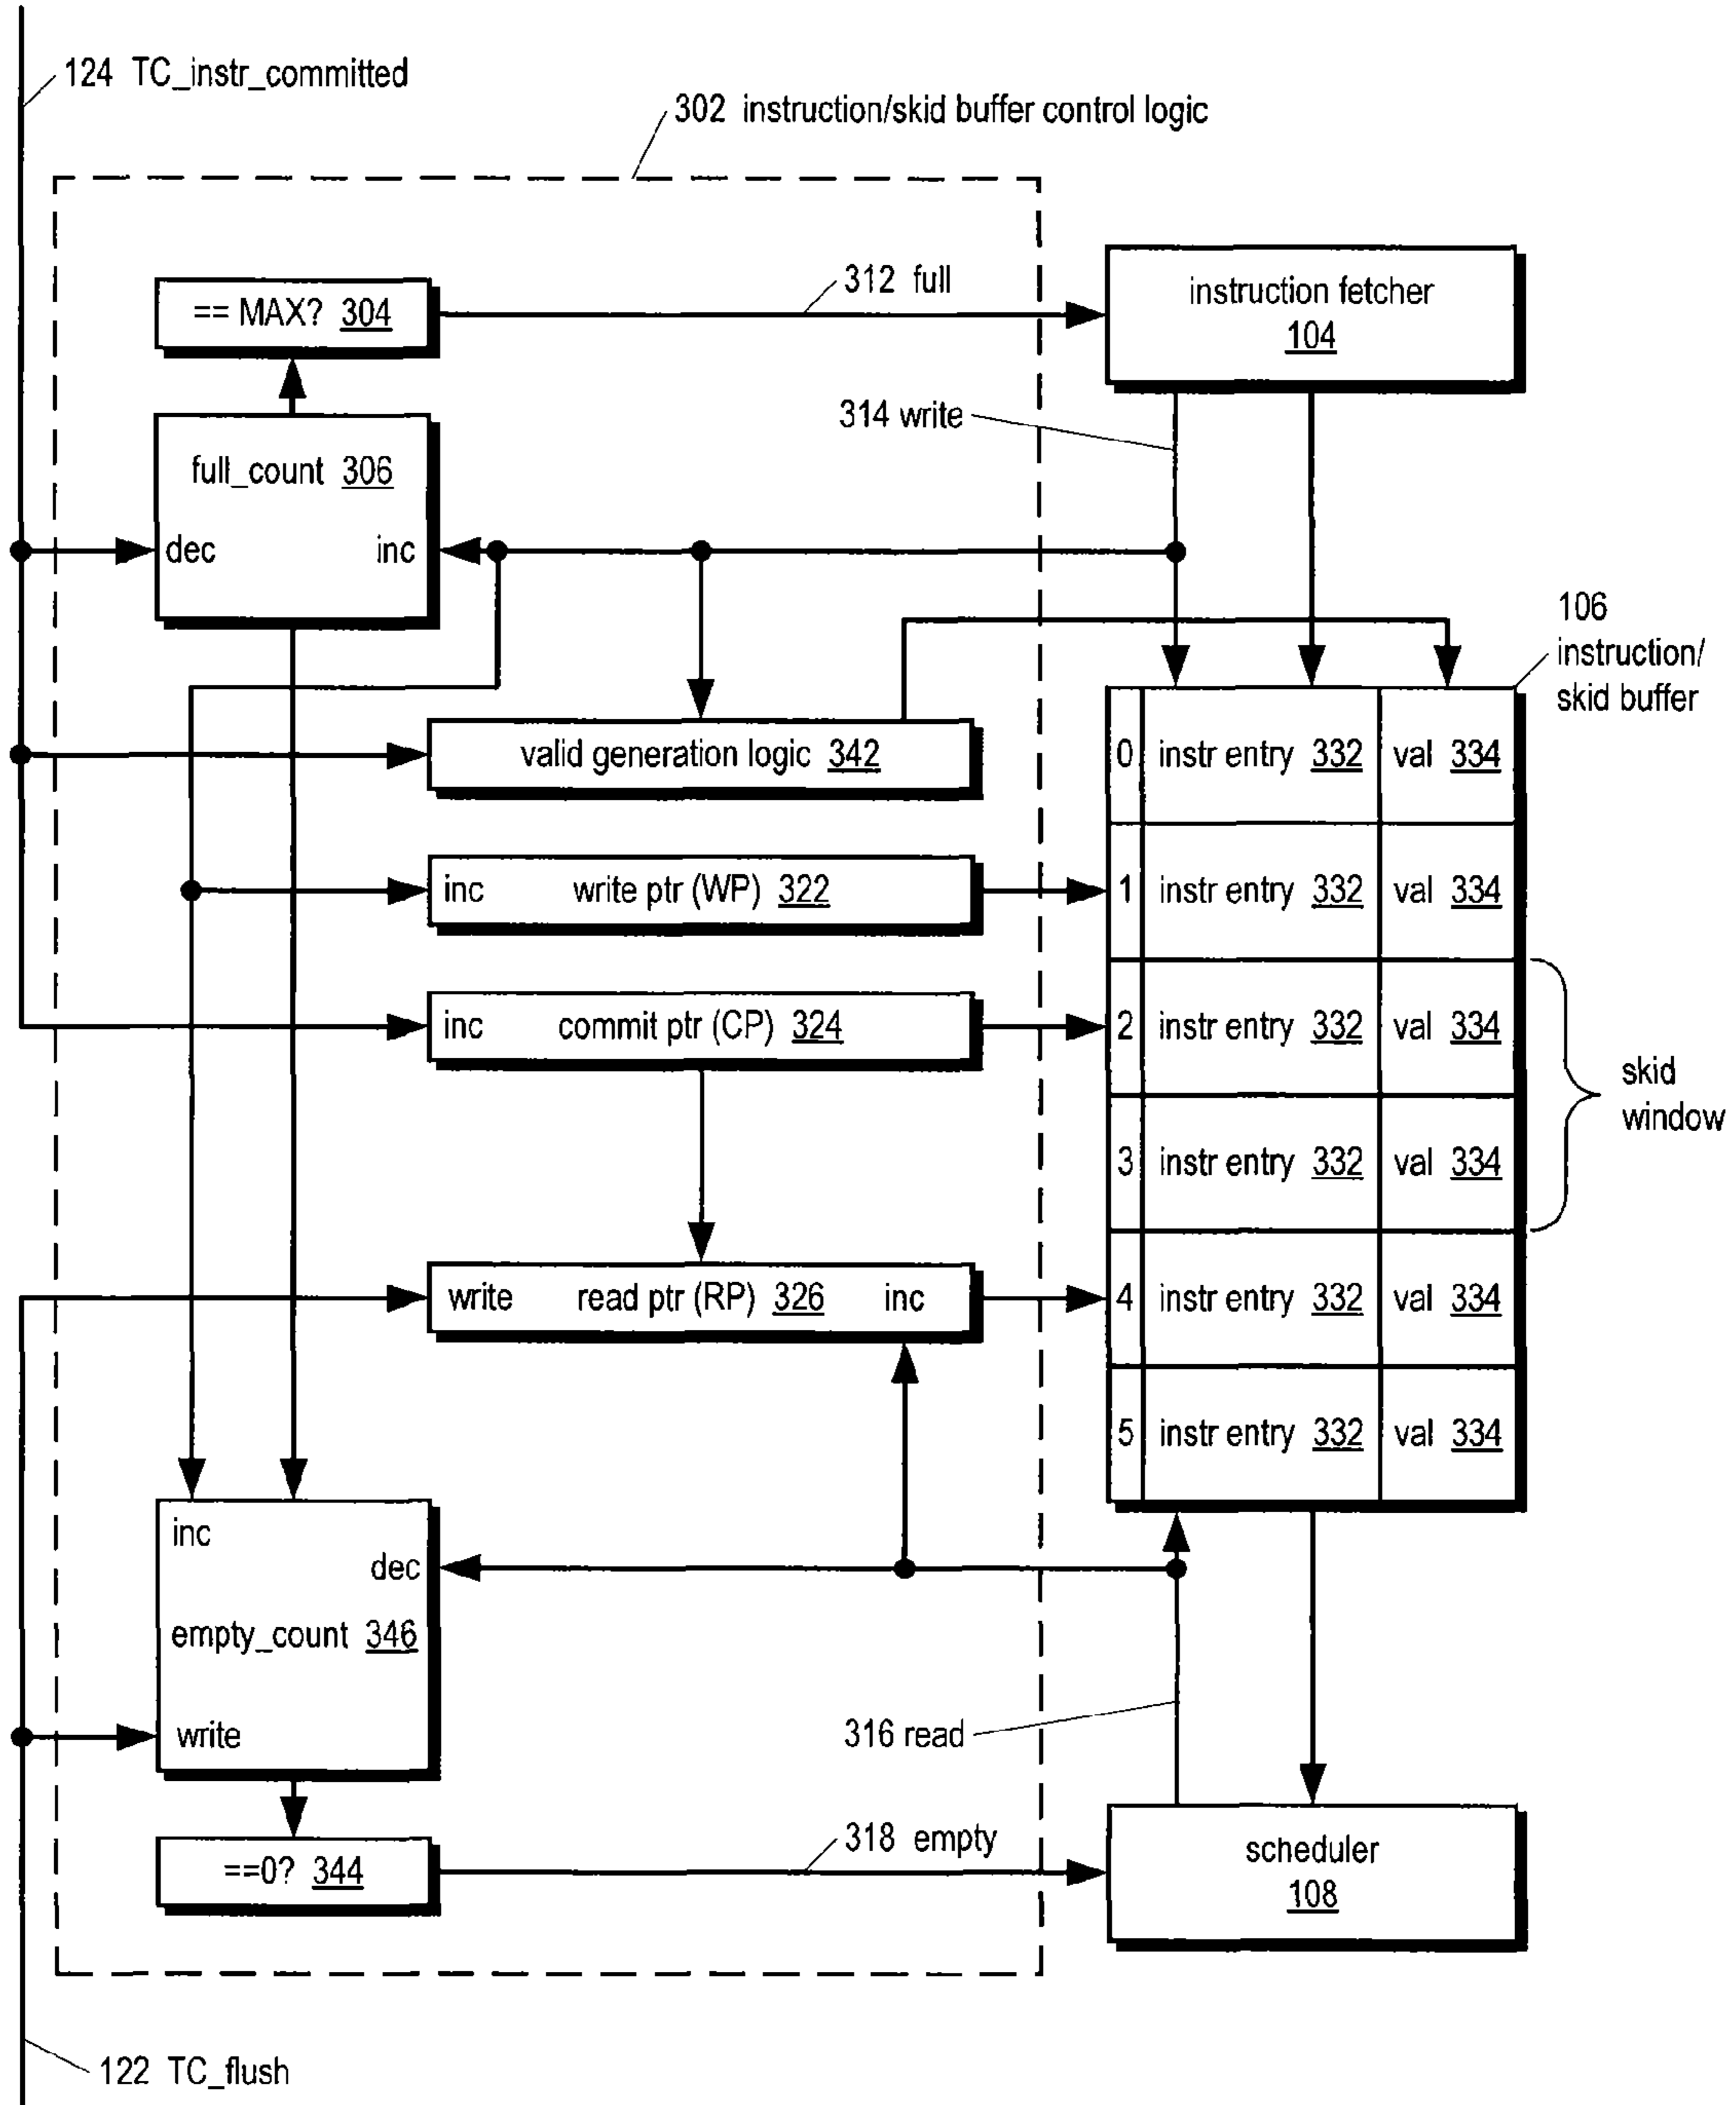 124 TC_instr_committed
302 instruction/skid buffer control logic
== MAX? 304
312 full
instruction fetcher
104
314 write
full_count 306
dec
inc
106
instruction/
skid buffer
valid generation logic 342
0 instr entry 332 val 334
inc write ptr (WP) 322
1 instr entry 332 val 334
inc commit ptr (CP) 324
2 instr entry 332 val 334
skid
window
3 instr entry 332 val 334
write read ptr (RP) 326 inc
4 instr entry 332 val 334
5 instr entry 332 val 334
inc
dec
empty_count 346
write
316 read
==0? 344
318 empty
scheduler
108
122 TC_flush